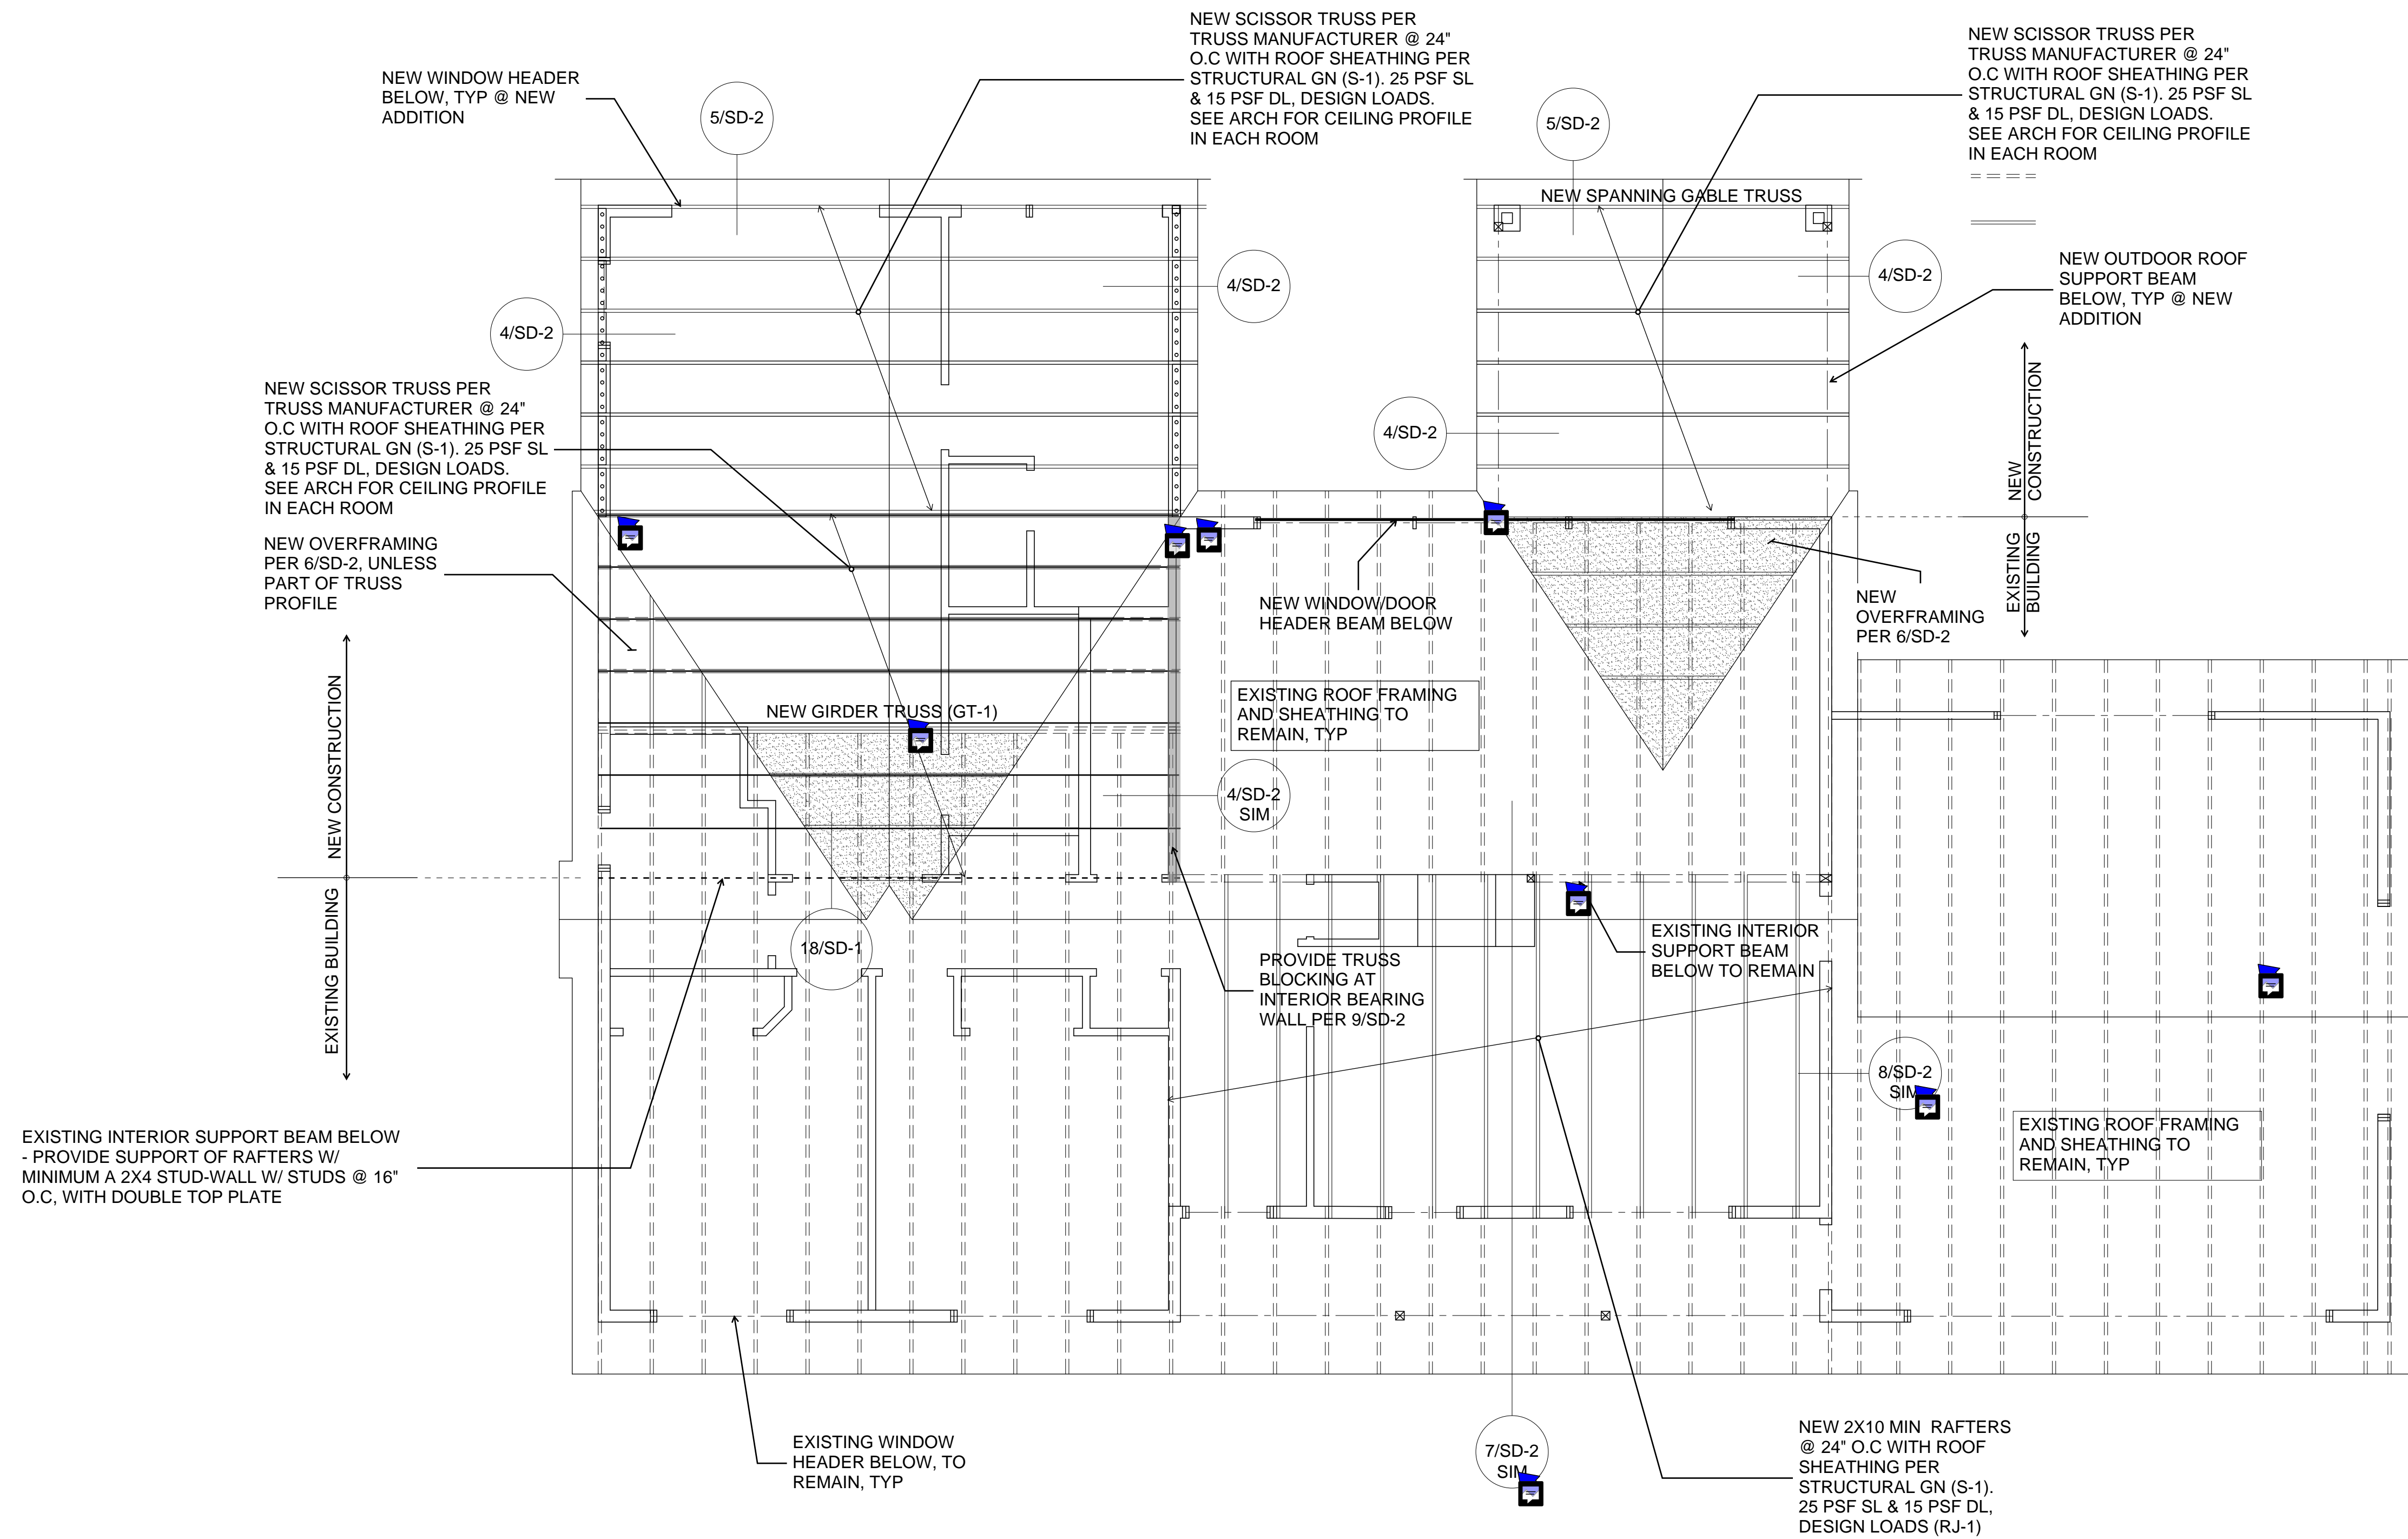 NEW SCISSOR TRUSS PER
TRUSS MANUFACTURER @ 24"
O.C WITH ROOF SHEATHING PER
STRUCTURAL GN (S-1). 25 PSF SL
& 15 PSF DL, DESIGN LOADS.
SEE ARCH FOR CEILING PROFILE
IN EACH ROOM
NEW SCISSOR TRUSS PER
TRUSS MANUFACTURER @ 24"
O.C WITH ROOF SHEATHING PER
STRUCTURAL GN (S-1). 25 PSF SL
& 15 PSF DL, DESIGN LOADS.
SEE ARCH FOR CEILING PROFILE
IN EACH ROOM
NEW WINDOW HEADER
BELOW, TYP @ NEW
ADDITION
5/SD-2
5/SD-2
NEW SPANNING GABLE TRUSS
4/SD-2
4/SD-2
4/SD-2
NEW OUTDOOR ROOF
SUPPORT BEAM
BELOW, TYP @ NEW
ADDITION
NEW SCISSOR TRUSS PER
TRUSS MANUFACTURER @ 24"
O.C WITH ROOF SHEATHING PER
STRUCTURAL GN (S-1). 25 PSF SL
& 15 PSF DL, DESIGN LOADS.
SEE ARCH FOR CEILING PROFILE
IN EACH ROOM
4/SD-2
NEW
CONSTRUCTION
EXISTING
BUILDING
NEW OVERFRAMING
PER 6/SD-2, UNLESS
PART OF TRUSS
PROFILE
NEW WINDOW/DOOR
HEADER BEAM BELOW
NEW
OVERFRAMING
PER 6/SD-2
EXISTING ROOF FRAMING
AND SHEATHING TO
REMAIN, TYP
NEW GIRDER TRUSS (GT-1)
NEW CONSTRUCTION
EXISTING BUILDING
4/SD-2
SIM
18/SD-1
PROVIDE TRUSS
BLOCKING AT
INTERIOR BEARING
WALL PER 9/SD-2
EXISTING INTERIOR
SUPPORT BEAM
BELOW TO REMAIN
8/SD-2
SIM
EXISTING ROOF FRAMING
AND SHEATHING TO
REMAIN, TYP
EXISTING INTERIOR SUPPORT BEAM BELOW
- PROVIDE SUPPORT OF RAFTERS W/
MINIMUM A 2X4 STUD-WALL W/ STUDS @ 16"
O.C, WITH DOUBLE TOP PLATE
EXISTING WINDOW
HEADER BELOW, TO
REMAIN, TYP
7/SD-2
SIM
NEW 2X10 MIN RAFTERS
@ 24" O.C WITH ROOF
SHEATHING PER
STRUCTURAL GN (S-1).
25 PSF SL & 15 PSF DL,
DESIGN LOADS (RJ-1)